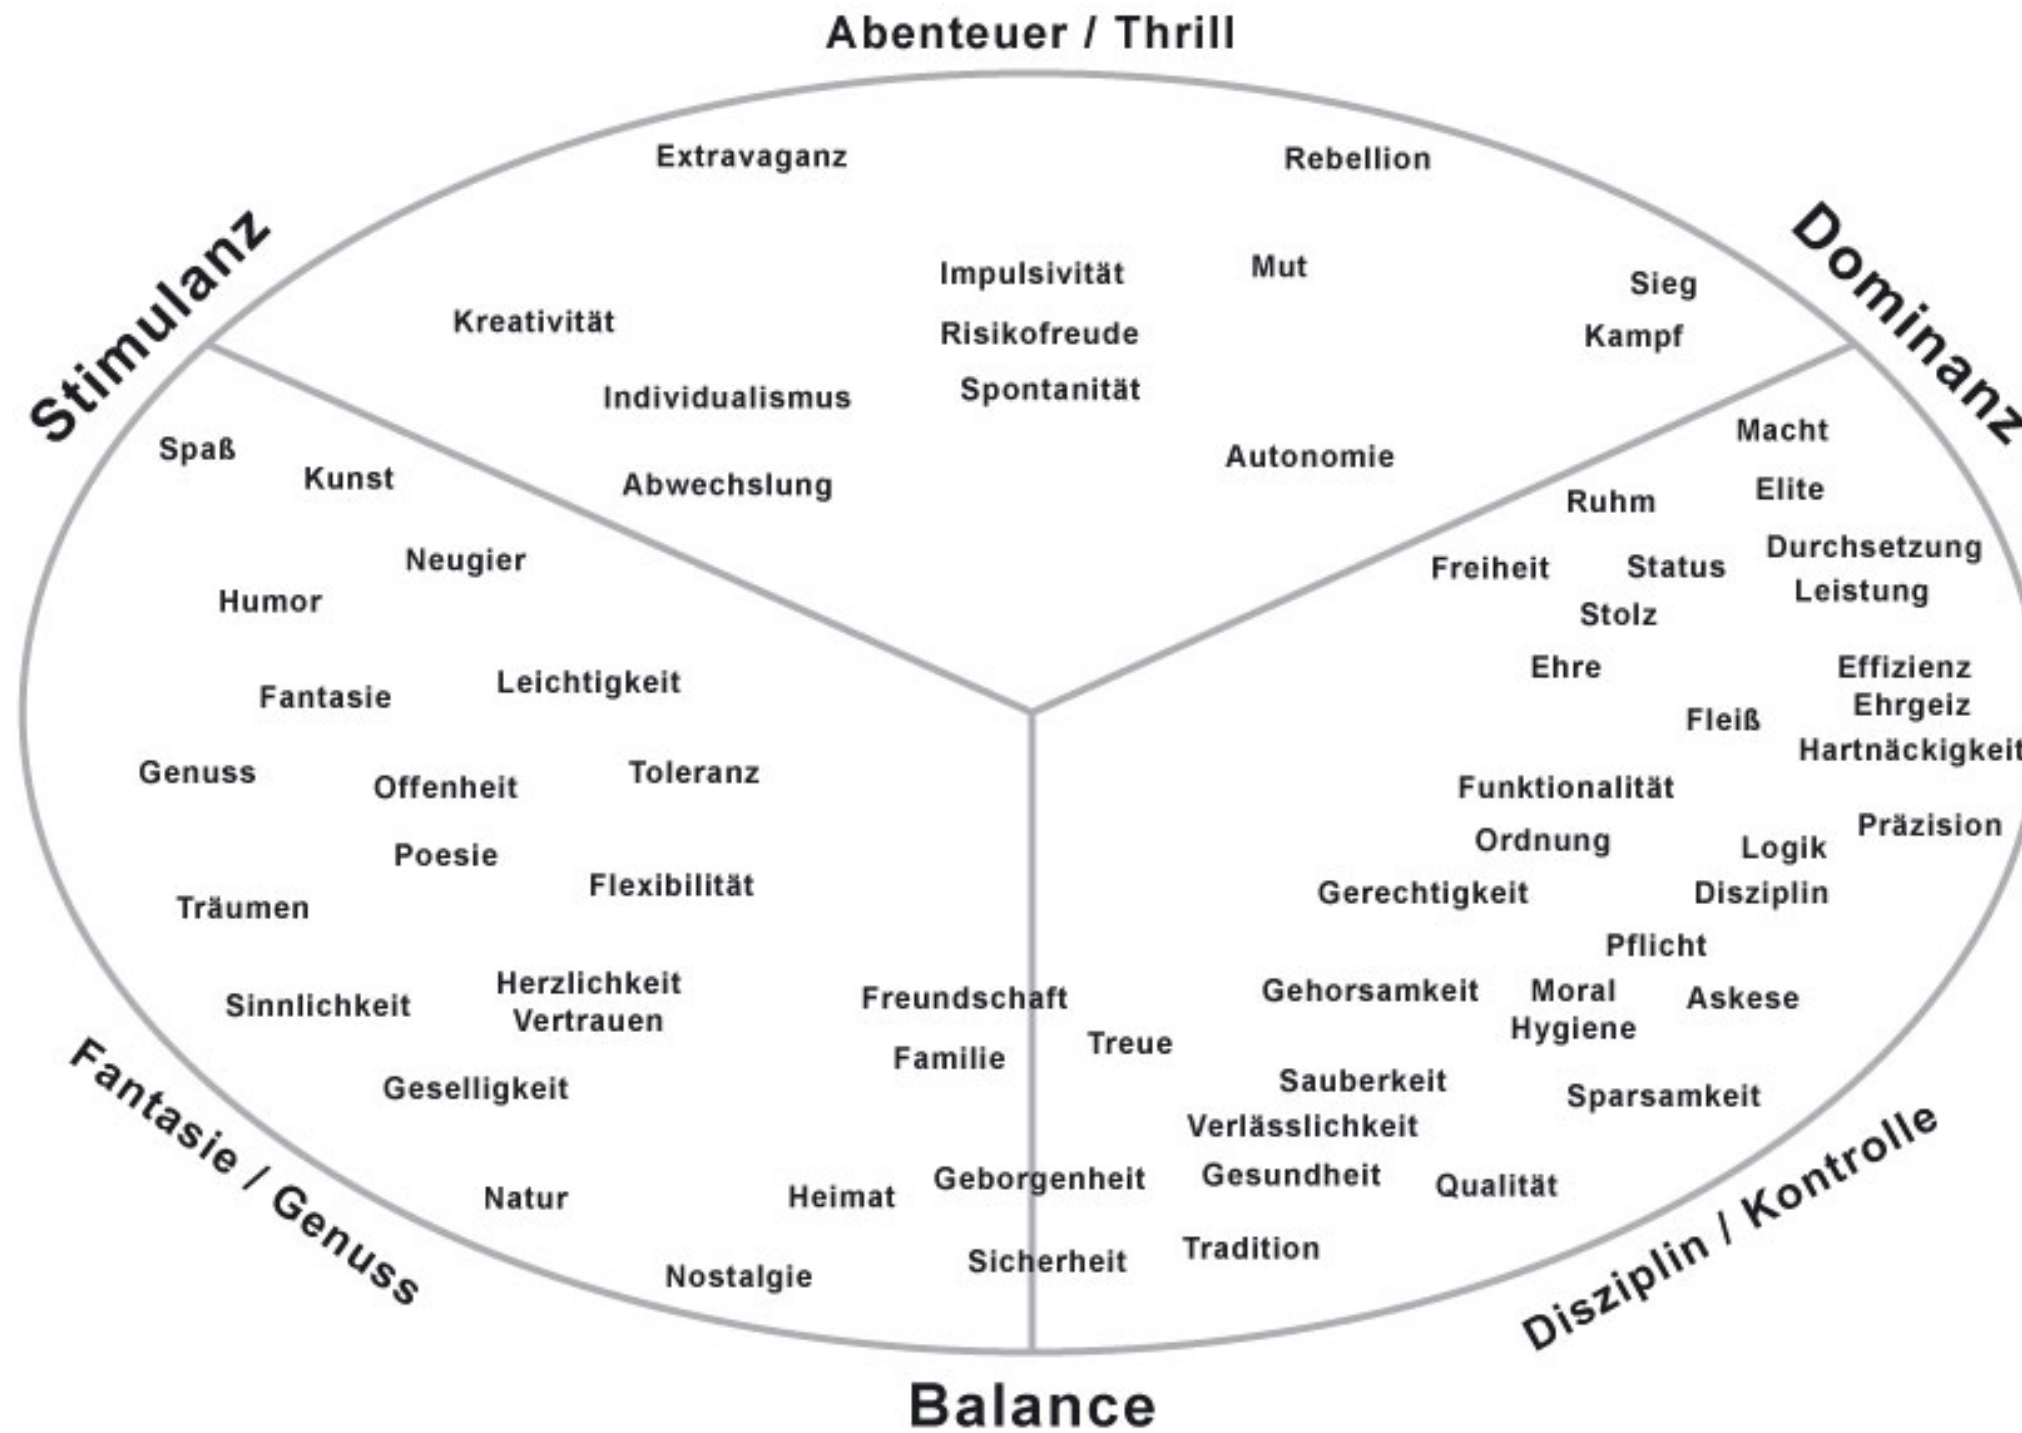 Abenteuer / Thrill
Extravaganz
Rebellion
Stimulanz
Dominanz
Impulsivität
Mut
Sieg
Kreativität
Risikofreude
Kampf
Individualismus
Spontanität
Macht
Spaß
Kunst
Abwechslung
Autonomie
Ruhm
Elite
Neugier
Freiheit
Status
Durchsetzung
Humor
Stolz
Leistung
Fantasie
Leichtigkeit
Ehre
Effizienz
Fleiß
Ehrgeiz
Hartnäckigkeit
Genuss
Offenheit
Toleranz
Funktionalität
Poesie
Ordnung
Logik
Präzision
Träumen
Flexibilität
Gerechtigkeit
Disziplin
Pflicht
Sinnlichkeit
Herzlichkeit
Vertrauen
Freundschaft
Gehorsamkeit
Moral
Hygiene
Askese
Familie
Treue
Geselligkeit
Sauberkeit
Sparsamkeit
Verlässlichkeit
Natur
Heimat
Geborgenheit
Gesundheit
Qualität
Nostalgie
Sicherheit
Tradition
Fantasie / Genuss
Disziplin / Kontrolle
Balance